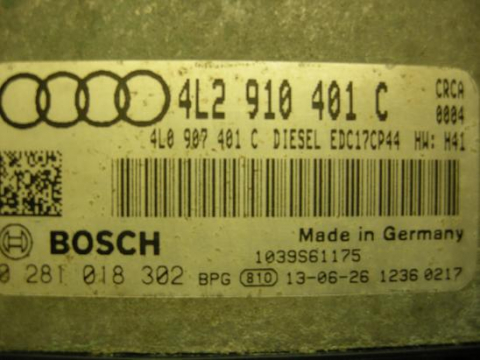 4L2 910 401 C CRCA
0004
4L0 907 401 C DIESEL EDC17CP44 HW: H41
BOSCH Made in Germany
1039S61175
0 281 018 302 BPG 810 13-06-26 1236 0217